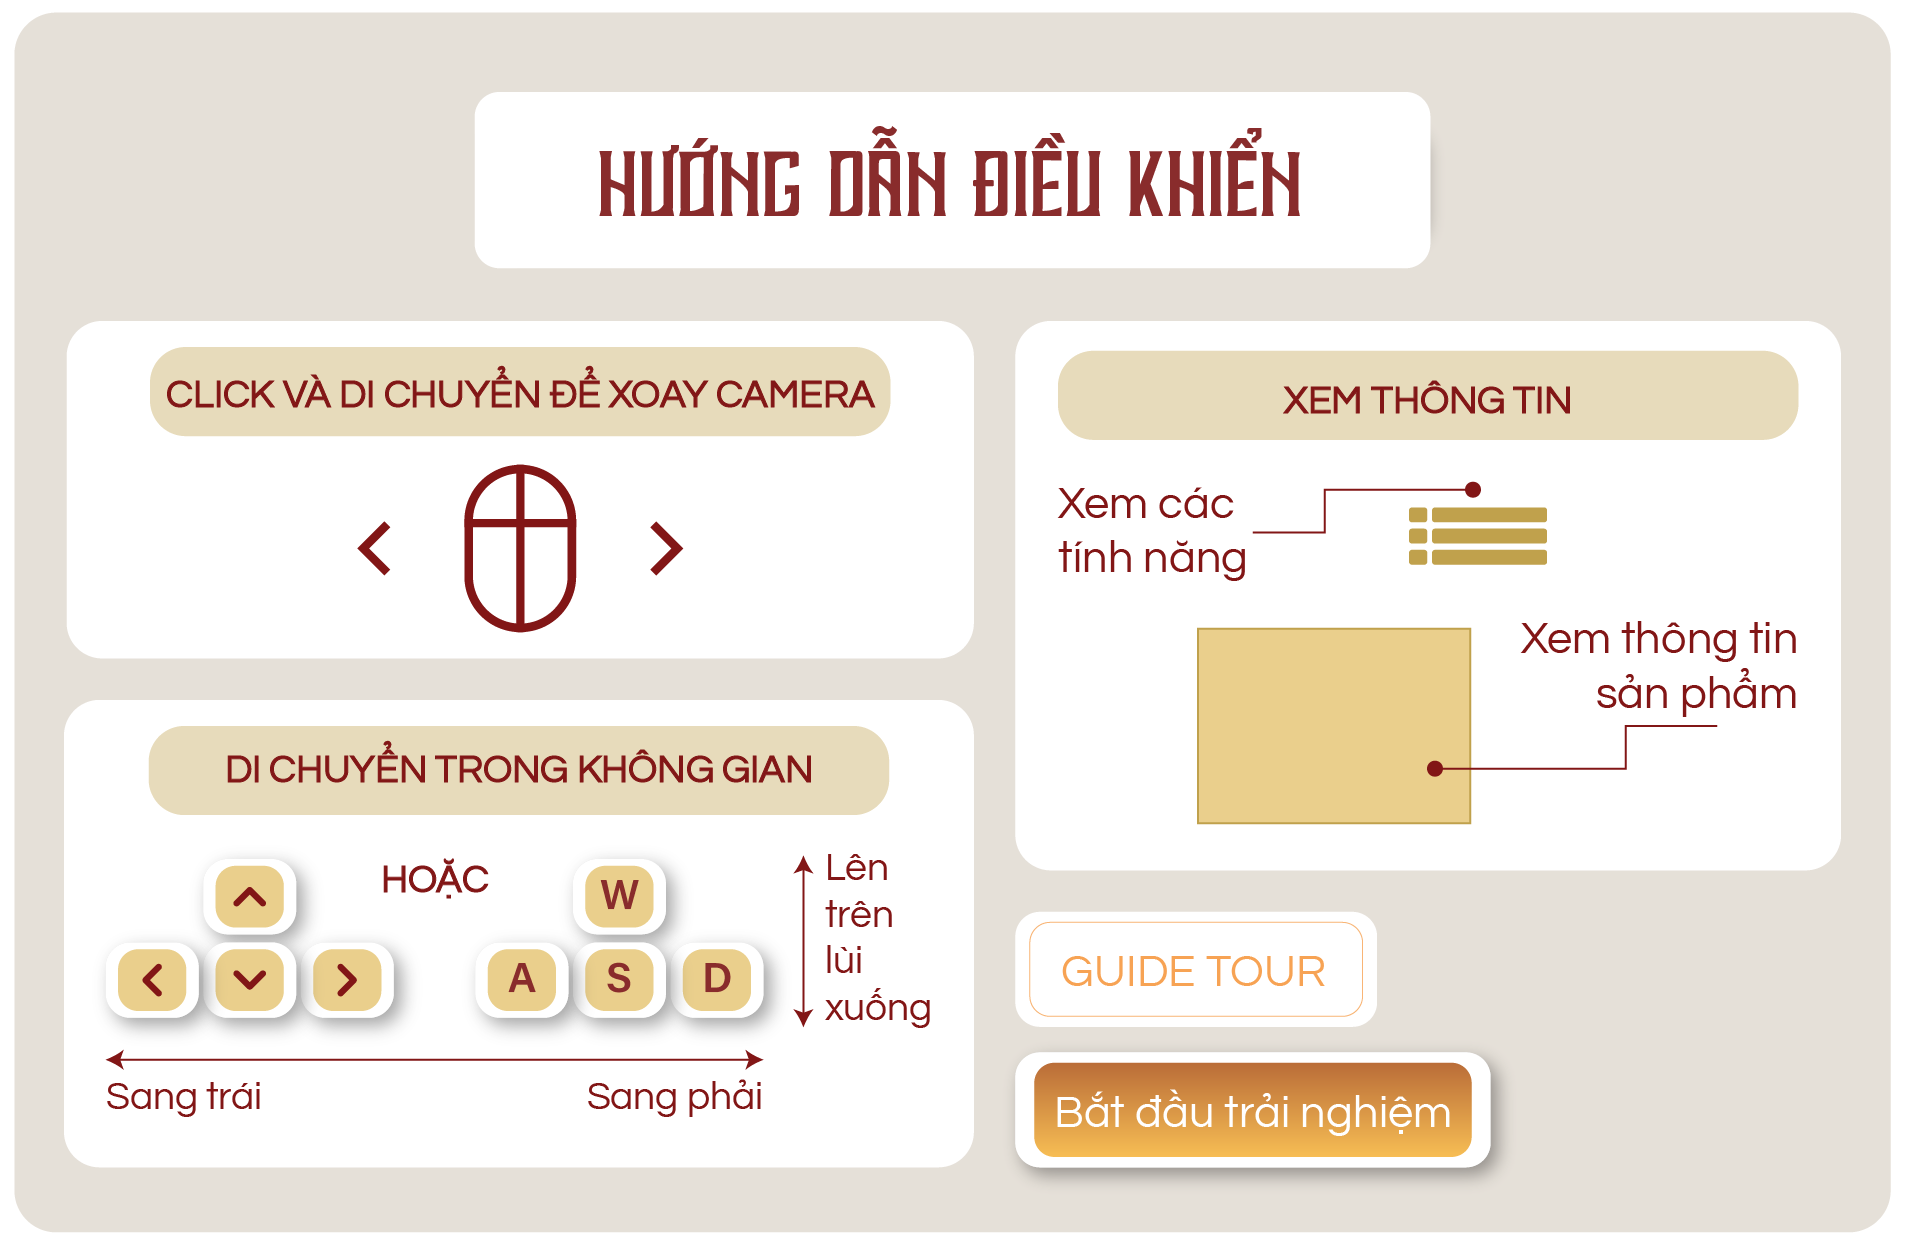 HƯỚNG DẪN ĐIỀU KHIỂN
CLICK VÀ DI CHUYỂN ĐỂ XOAY CAMERA
DI CHUYỂN TRONG KHÔNG GIAN
HOẶC
W
A S D
Lên
trên
lùi
xuống
Sang trái
Sang phải
XEM THÔNG TIN
Xem các
tính năng
Xem thông tin
sản phẩm
GUIDE TOUR
Bắt đầu trải nghiệm